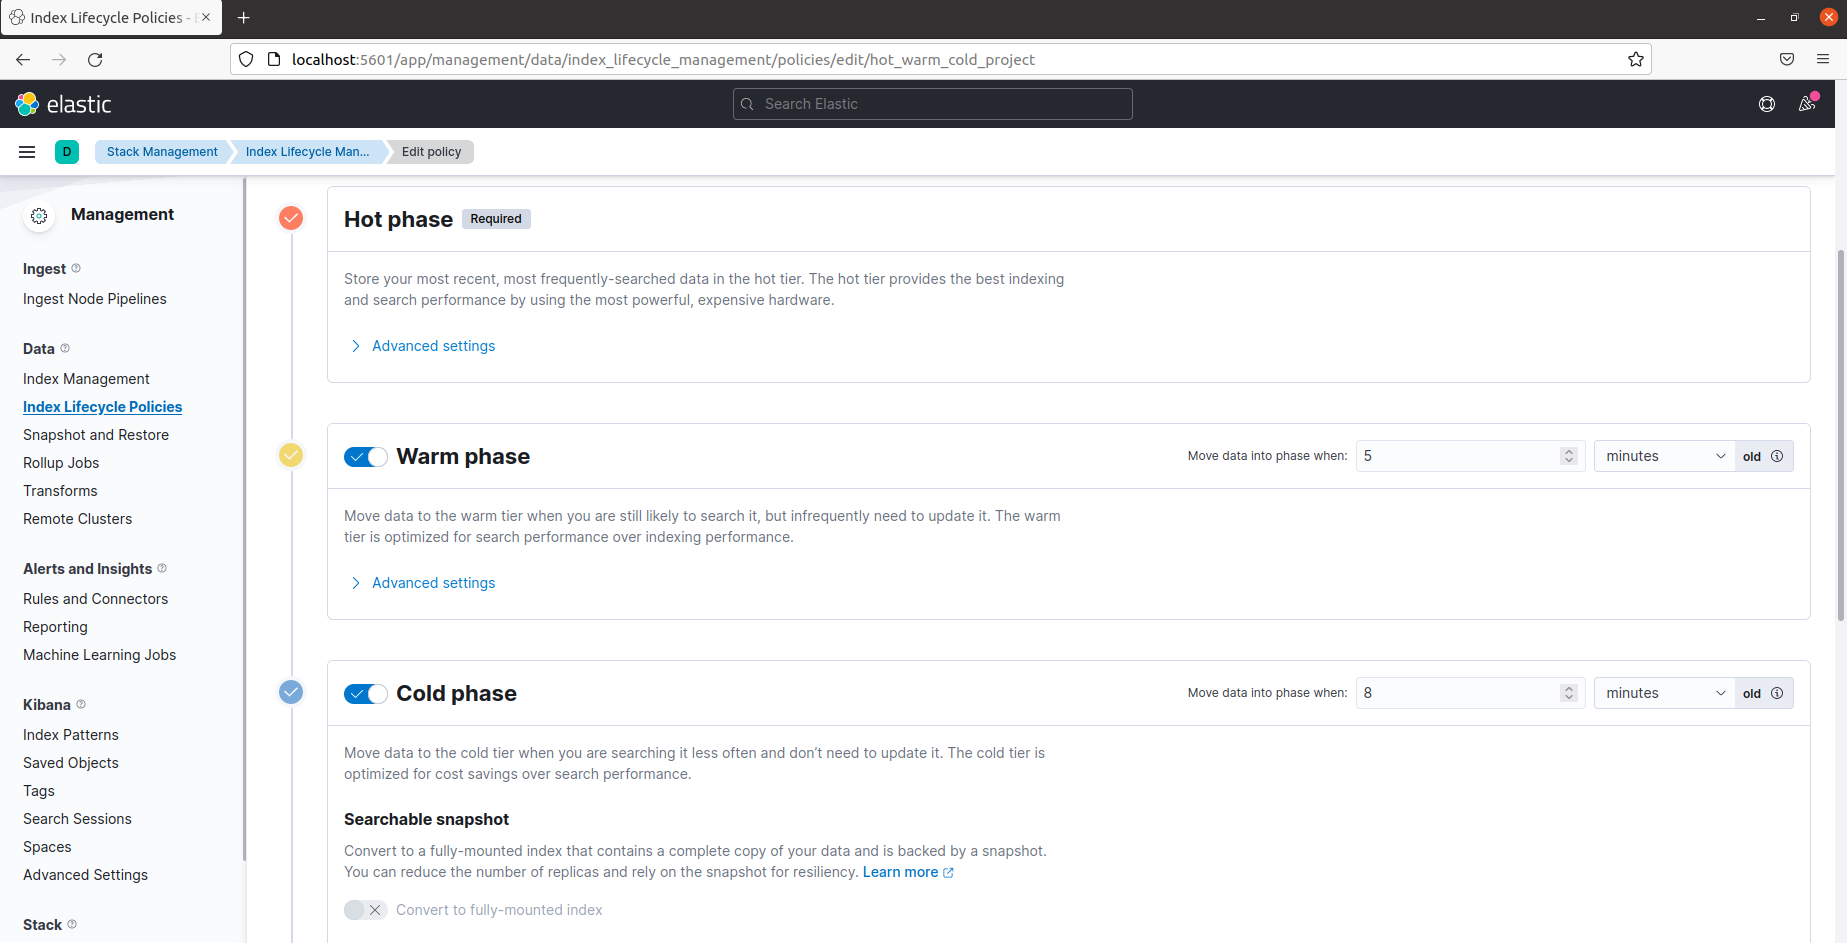 Index Lifecycle Policies -
localhost:5601/app/management/data/index_lifecycle_management/policies/edit/hot_warm_cold_project
elastic
Search Elastic
D
Stack Management
Index Lifecycle Man...
Edit policy
Management
Ingest
Ingest Node Pipelines
Data
Index Management
Index Lifecycle Policies
Snapshot and Restore
Rollup Jobs
Transforms
Remote Clusters
Alerts and Insights
Rules and Connectors
Reporting
Machine Learning Jobs
Kibana
Index Patterns
Saved Objects
Tags
Search Sessions
Spaces
Advanced Settings
Stack
Hot phase Required
Store your most recent, most frequently-searched data in the hot tier. The hot tier provides the best indexing
and search performance by using the most powerful, expensive hardware.
Advanced settings
Warm phase
Move data into phase when: 5 minutes old
Move data to the warm tier when you are still likely to search it, but infrequently need to update it. The warm
tier is optimized for search performance over indexing performance.
Advanced settings
Cold phase
Move data into phase when: 8 minutes old
Move data to the cold tier when you are searching it less often and don’t need to update it. The cold tier is
optimized for cost savings over search performance.
Searchable snapshot
Convert to a fully-mounted index that contains a complete copy of your data and is backed by a snapshot.
You can reduce the number of replicas and rely on the snapshot for resiliency. Learn more
Convert to fully-mounted index